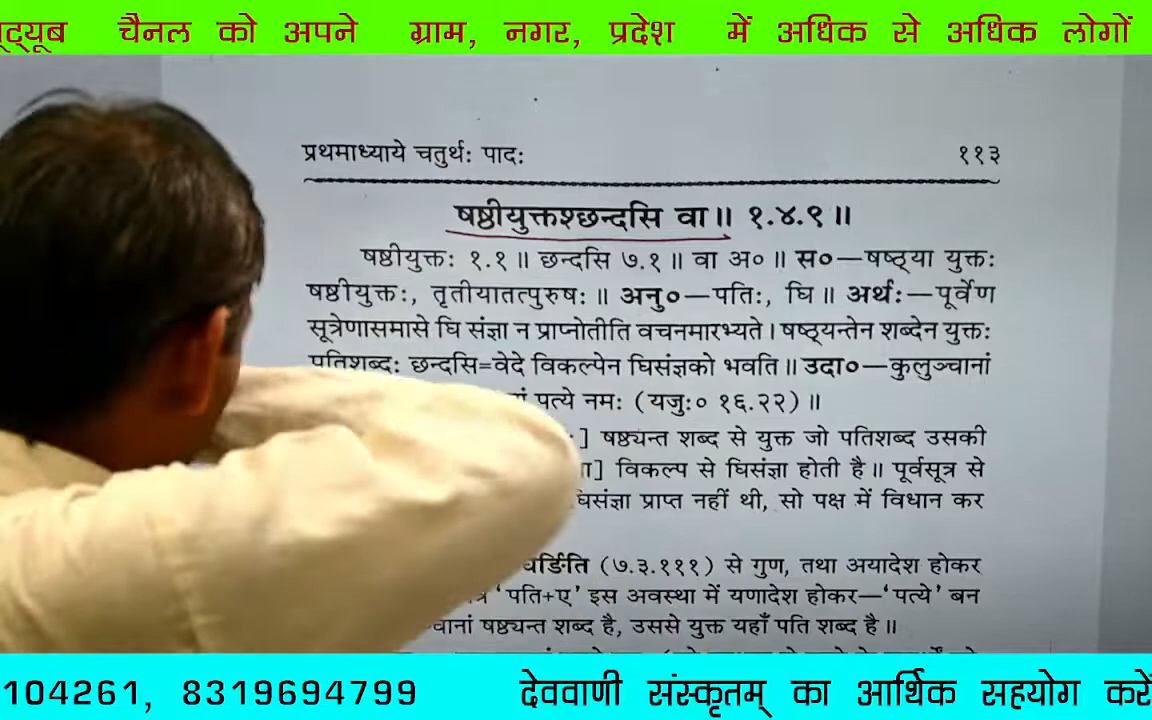 चैनल को अपने ग्राम, नगर, प्रदेश में अधिक से अधिक लोगों
प्रथमाध्याये चतुर्थः पादः ११३
षष्ठीयुक्तश्छन्दसि वा॥ १.४.९॥
षष्ठीयुक्तः १.१॥ छन्दसि ७.१॥ वा अ०॥ स०—षष्ठ्या युक्तः
षष्ठीयुक्तः, तृतीयातत्पुरुषः॥ अनु०—पतिः, घि॥ अर्थः—पूर्वेण
सूत्रेणासमासे घि संज्ञा न प्राप्नोतीति वचनमारभ्यते। षष्ठ्यन्तेन शब्देन युक्तः
पतिशब्दः छन्दसि=वेदे विकल्पेन घिसंज्ञको भवति॥ उदा०—कुलुञ्चानां
पत्ये नमः (यजुः० १६.२२)॥
] षष्ठ्यन्त शब्द से युक्त जो पतिशब्द उसकी
] विकल्प से घिसंज्ञा होती है॥ पूर्वसूत्र से
घिसंज्ञा प्राप्त नहीं थी, सो पक्ष में विधान कर
(७.३.१११) से गुण, तथा अयादेश होकर
'पति+ए' इस अवस्था में यणादेश होकर—'पत्ये' बन
षष्ठ्यन्त शब्द है, उससे युक्त यहाँ पति शब्द है॥
104261, 8319694799 देववाणी संस्कृतम् का आर्थिक सहयोग करें